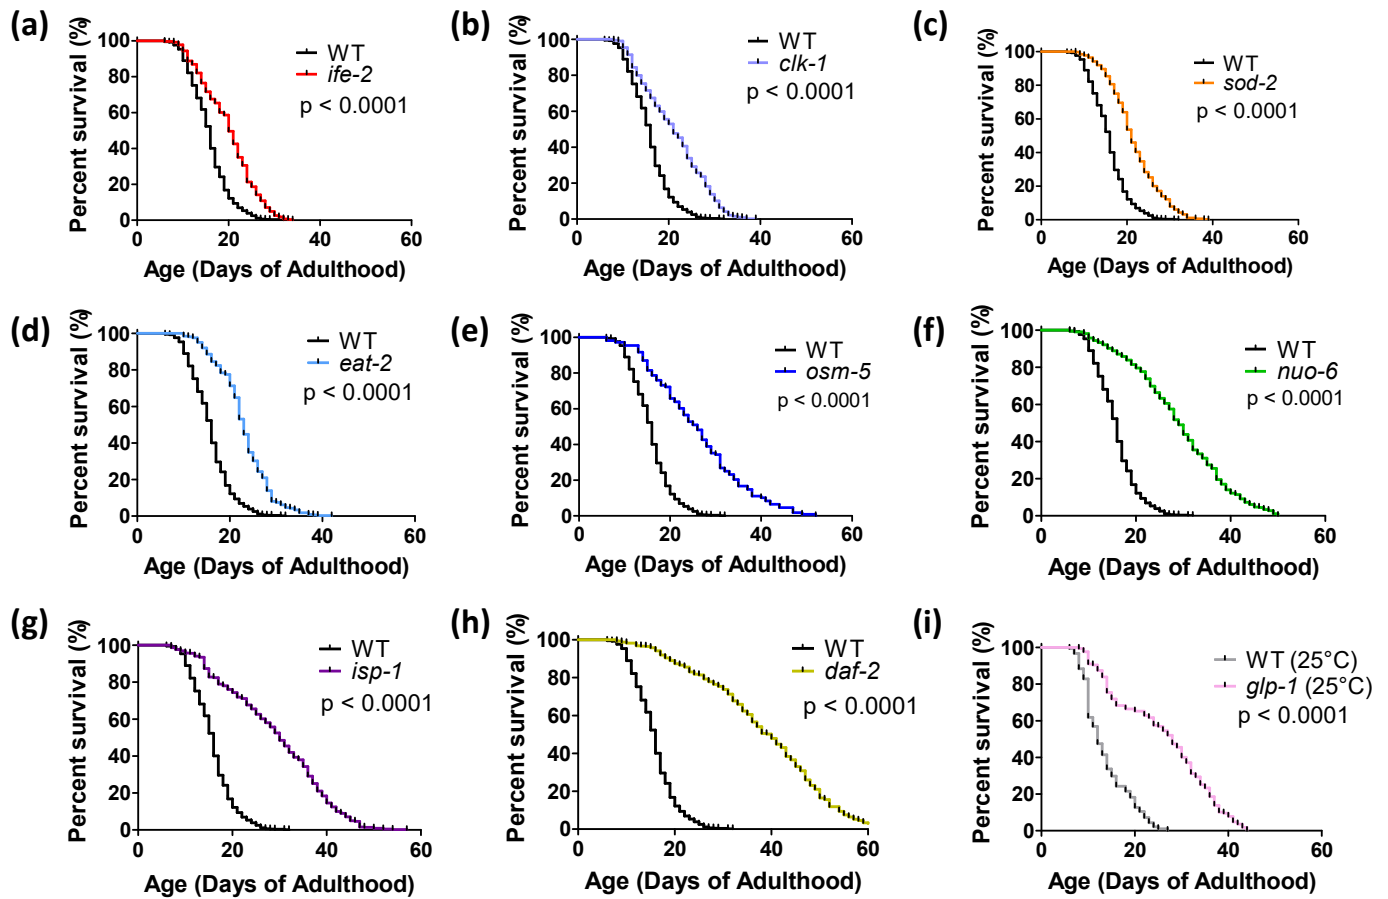 (a)
Percent survival (%)
100
80
60
40
20
0
0 20 40 60
Age (Days of Adulthood)
WT
ife-2
p < 0.0001
(b)
Percent survival (%)
100
80
60
40
20
0
0 20 40 60
Age (Days of Adulthood)
WT
clk-1
p < 0.0001
(c)
Percent survival (%)
100
80
60
40
20
0
0 20 40 60
Age (Days of Adulthood)
WT
sod-2
p < 0.0001
(d)
Percent survival (%)
100
80
60
40
20
0
0 20 40 60
Age (Days of Adulthood)
WT
eat-2
p < 0.0001
(e)
Percent survival (%)
100
80
60
40
20
0
0 20 40 60
Age (Days of Adulthood)
WT
osm-5
p < 0.0001
(f)
Percent survival (%)
100
80
60
40
20
0
0 20 40 60
Age (Days of Adulthood)
WT
nuo-6
p < 0.0001
(g)
Percent survival (%)
100
80
60
40
20
0
0 20 40 60
Age (Days of Adulthood)
WT
isp-1
p < 0.0001
(h)
Percent survival (%)
100
80
60
40
20
0
0 20 40 60
Age (Days of Adulthood)
WT
daf-2
p < 0.0001
(i)
Percent survival (%)
100
80
60
40
20
0
0 20 40 60
Age (Days of Adulthood)
WT (25°C)
glp-1 (25°C)
p < 0.0001